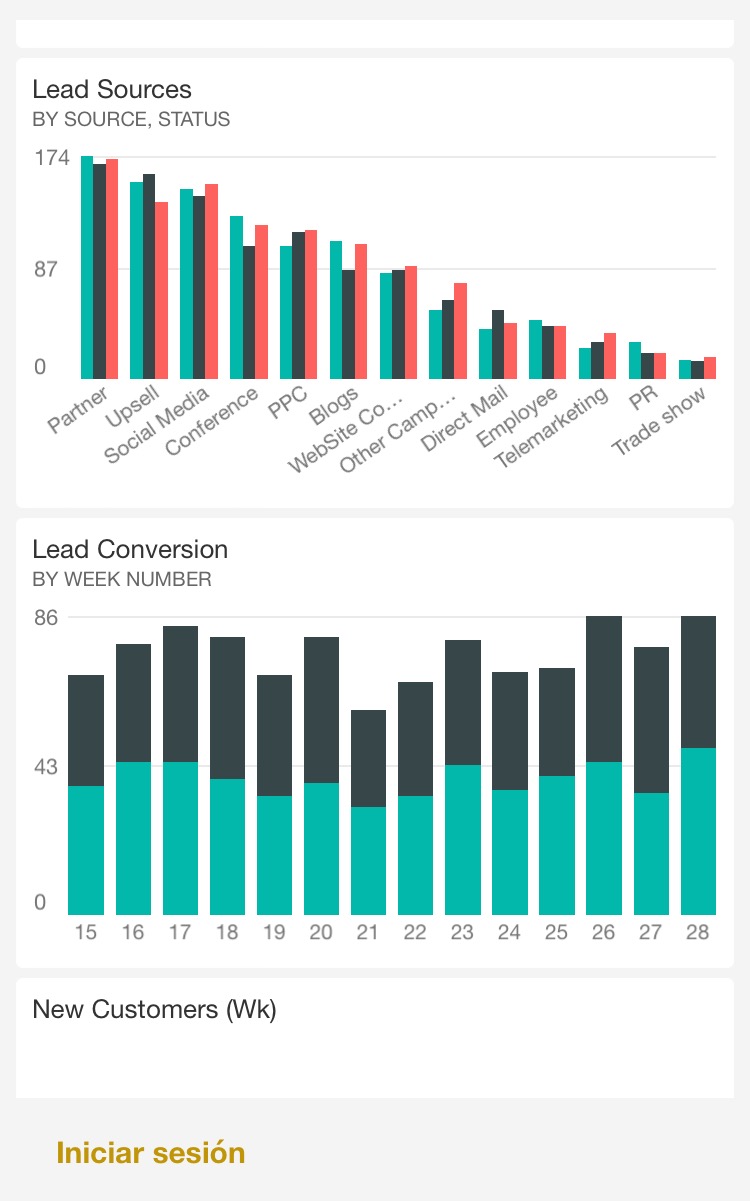 Lead Sources
BY SOURCE, STATUS
174
87
0
Partner
Upsell
Social Media
Conference
PPC
Blogs
WebSite Co...
Other Camp...
Direct Mail
Employee
Telemarketing
PR
Trade show
Lead Conversion
BY WEEK NUMBER
86
43
0
15 16 17 18 19 20 21 22 23 24 25 26 27 28
New Customers (Wk)
Iniciar sesión